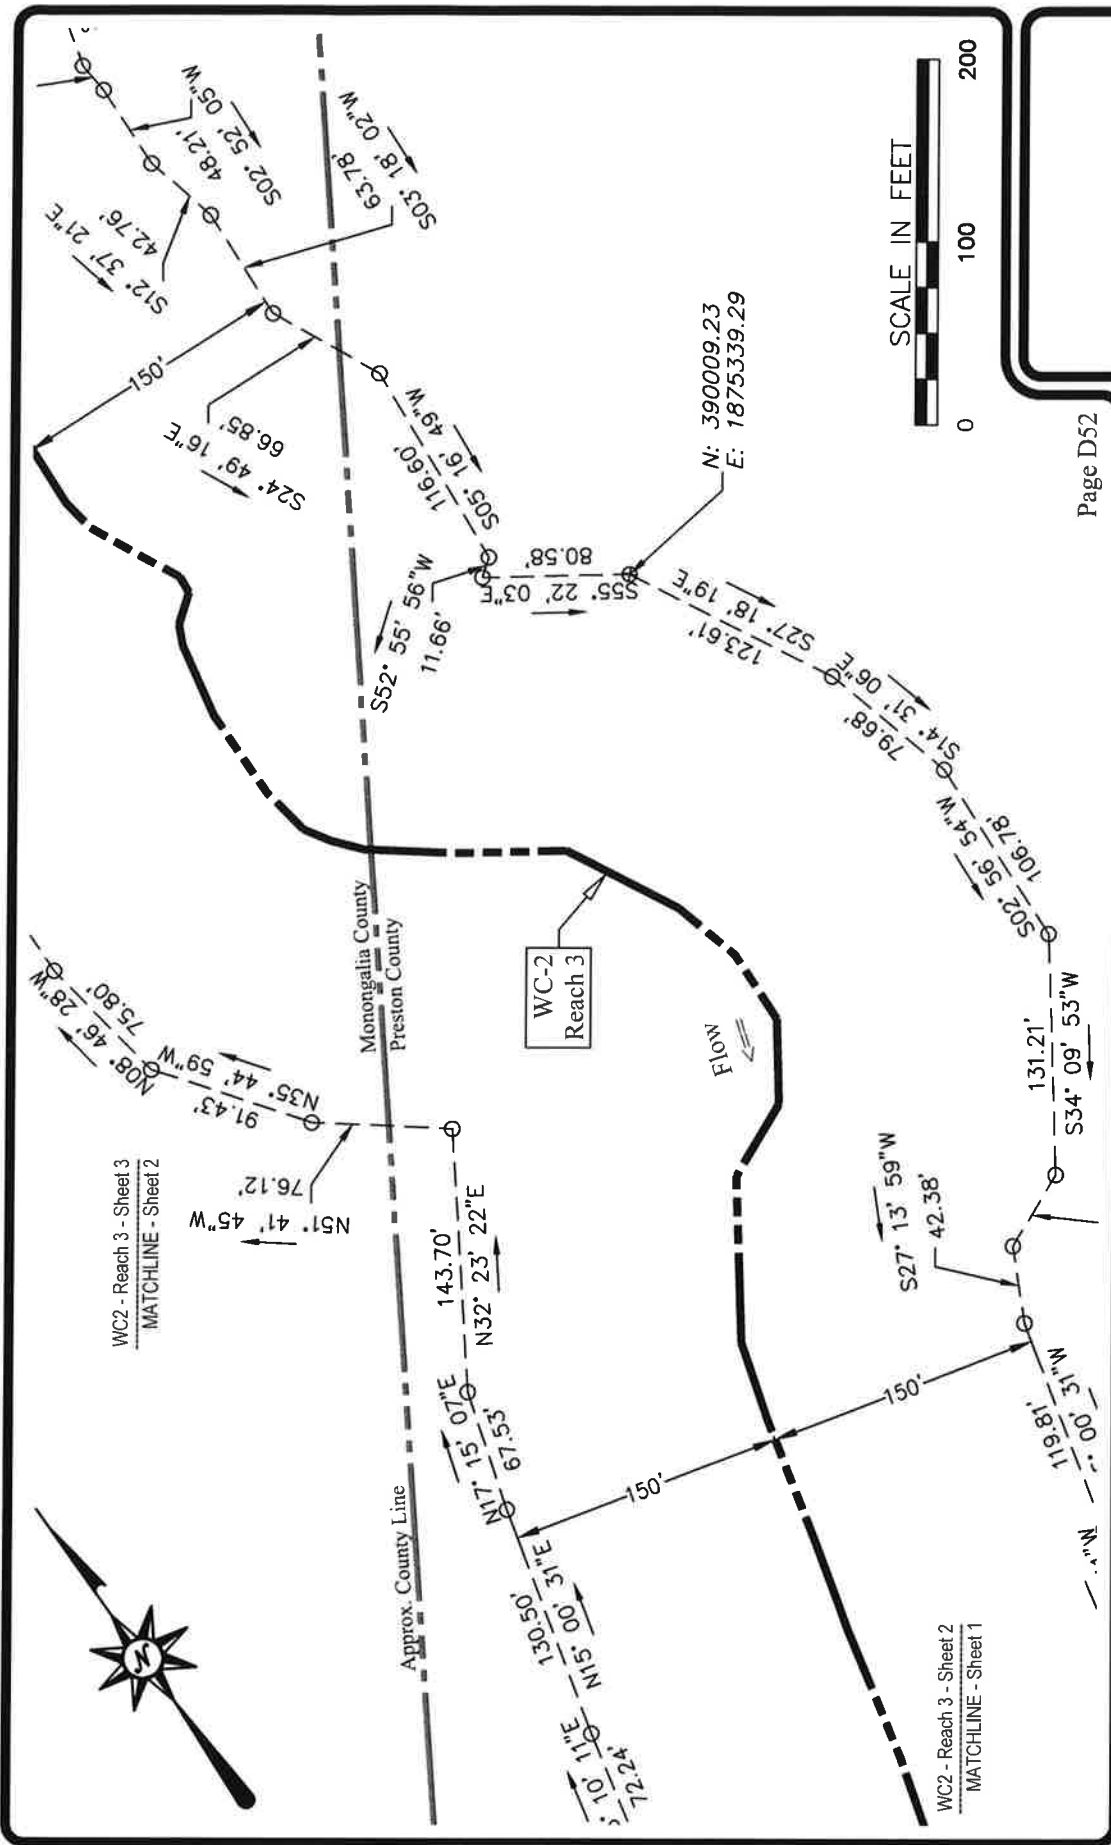 S02° 52' 05"W
48.21'
S12° 37' 21"E
42.76'
S03° 18' 02"W
63.78'
150'
S24° 49' 16"E
66.85'
116.60'
S05° 16' 49"W
S52° 55' 56"W
11.66'
S55° 22' 03"E
80.58'
N: 390009.23
E: 1875339.29
S27° 18' 19"E
123.61'
S14° 31' 06"E
79.68'
S02° 56' 54"W
106.78'
131.21'
S34° 09' 53"W
S27° 13' 59"W
42.38'
150'
150'
119.81'
° 00' 31"W
"W
N08° 46' 28"W
75.80'
N35° 44' 59"W
91.43'
N51° 41' 45"W
76.12'
143.70'
N32° 23' 22"E
N17° 15' 07"E
67.53'
130.50'
N15° 00' 31"E
° 10' 11"E
72.24'
Monongalia County
Preston County
Approx. County Line
WC-2
Reach 3
Flow
WC2 - Reach 3 - Sheet 3
MATCHLINE - Sheet 2
WC2 - Reach 3 - Sheet 2
MATCHLINE - Sheet 1
N
SCALE IN FEET
0 100 200
Page D52